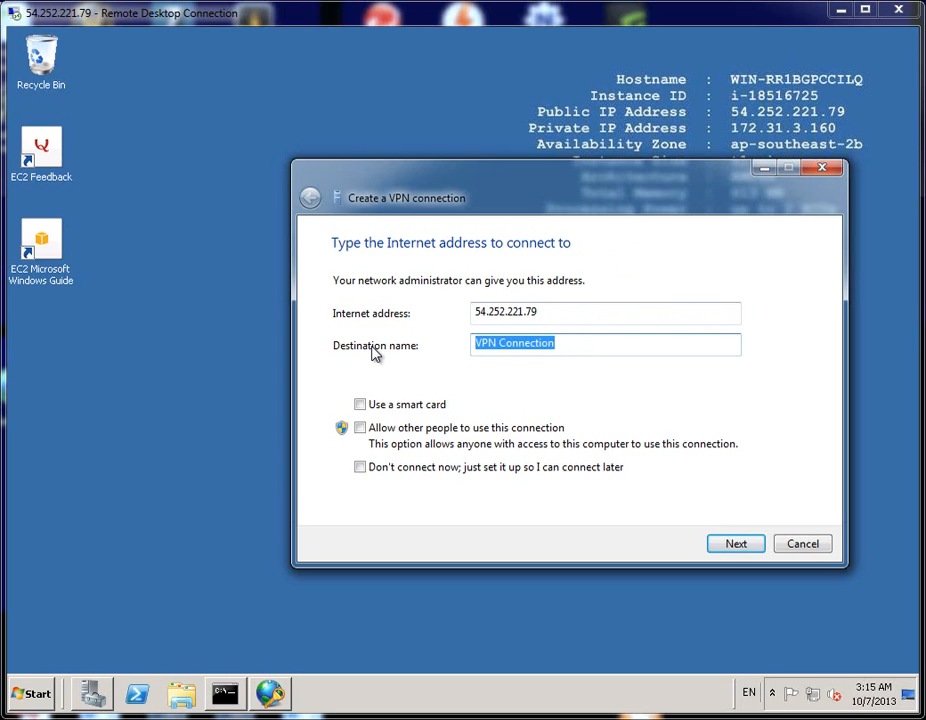 54.252.221.79 - Remote Desktop Connection
Recycle Bin
EC2 Feedback
EC2 Microsoft
Windows Guide
Hostname : WIN-RR1BGPCCILQ
Instance ID : i-18516725
Public IP Address : 54.252.221.79
Private IP Address : 172.31.3.160
Availability Zone : ap-southeast-2b
Create a VPN connection
Type the Internet address to connect to
Your network administrator can give you this address.
Internet address: 54.252.221.79
Destination name: VPN Connection
Use a smart card
Allow other people to use this connection
This option allows anyone with access to this computer to use this connection.
Don't connect now; just set it up so I can connect later
Next Cancel
Start
C:\.
EN
3:15 AM
10/7/2013